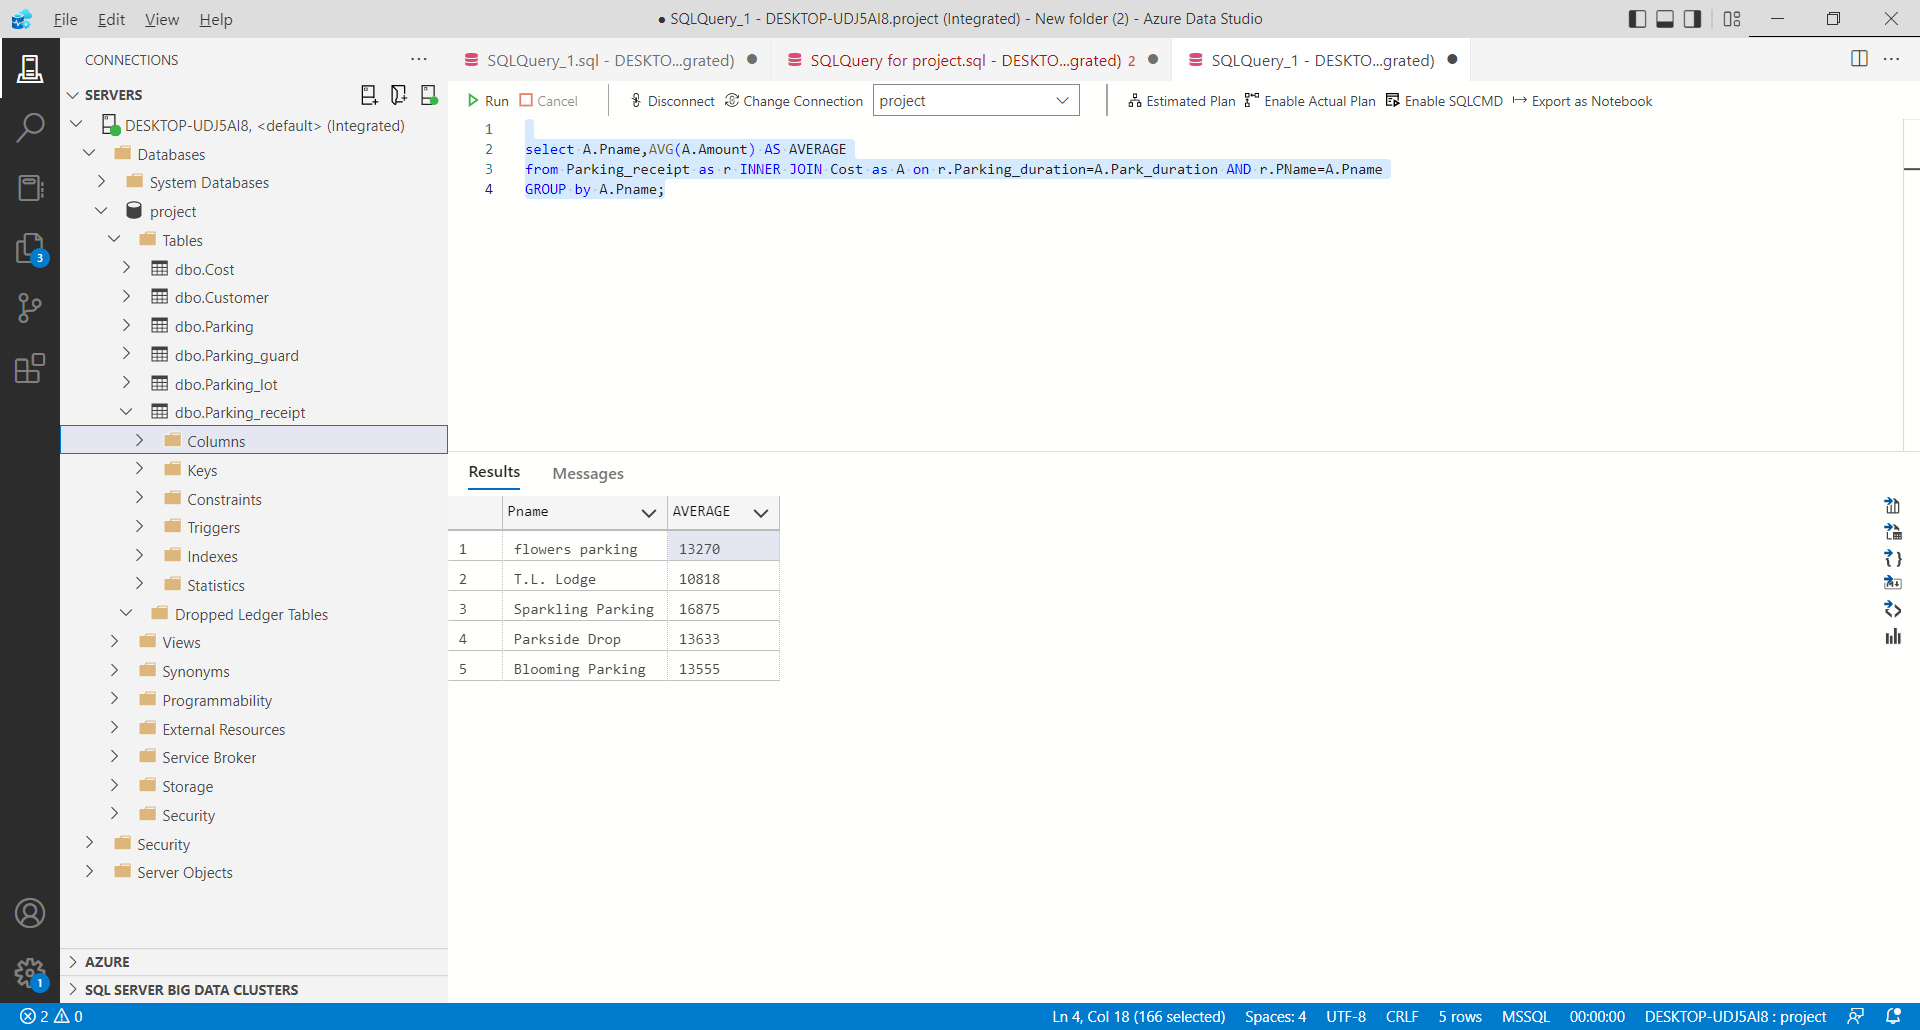 File Edit View Help
● SQLQuery_1 - DESKTOP-UDJ5AI8.project (Integrated) - New folder (2) - Azure Data Studio
CONNECTIONS
SERVERS
DESKTOP-UDJ5AI8, <default> (Integrated)
Databases
System Databases
project
Tables
dbo.Cost
dbo.Customer
dbo.Parking
dbo.Parking_guard
dbo.Parking_lot
dbo.Parking_receipt
Columns
Keys
Constraints
Triggers
Indexes
Statistics
Dropped Ledger Tables
Views
Synonyms
Programmability
External Resources
Service Broker
Storage
Security
Security
Server Objects
AZURE
SQL SERVER BIG DATA CLUSTERS
3
1
SQLQuery_1.sql - DESKTO...grated) ● SQLQuery for project.sql - DESKTO...grated) 2 ● SQLQuery_1 - DESKTO...grated) ●
Run Cancel Disconnect Change Connection project Estimated Plan Enable Actual Plan Enable SQLCMD Export as Notebook
1
2 select A.Pname,AVG(A.Amount) AS AVERAGE
3 from Parking_receipt as r INNER JOIN Cost as A on r.Parking_duration=A.Park_duration AND r.PName=A.Pname
4 GROUP by A.Pname;
Results Messages
Pname AVERAGE
1 flowers parking 13270
2 T.L. Lodge 10818
3 Sparkling Parking 16875
4 Parkside Drop 13633
5 Blooming Parking 13555
2 0 Ln 4, Col 18 (166 selected) Spaces: 4 UTF-8 CRLF 5 rows MSSQL 00:00:00 DESKTOP-UDJ5AI8 : project